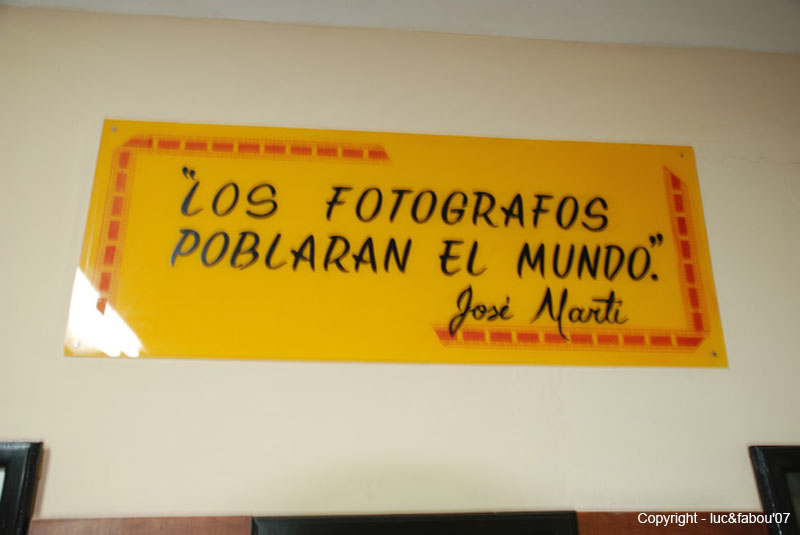 "LOS FOTOGRAFOS
POBLARAN EL MUNDO."
José Martí
Copyright - luc&fabou'07